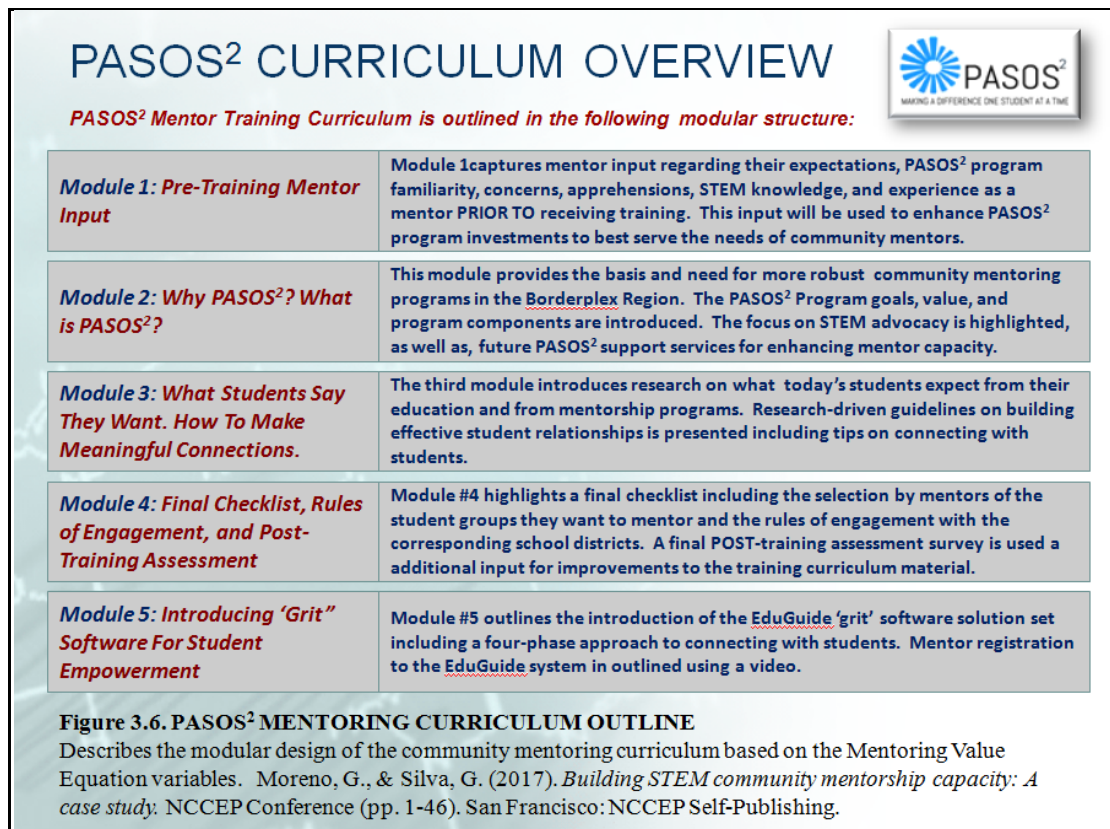 PASOS² CURRICULUM OVERVIEW
PASOS²
MAKING A DIFFERENCE ONE STUDENT AT A TIME
PASOS² Mentor Training Curriculum is outlined in the following modular structure:
Module 1: Pre-Training Mentor
Input
Module 1captures mentor input regarding their expectations, PASOS² program
familiarity, concerns, apprehensions, STEM knowledge, and experience as a
mentor PRIOR TO receiving training. This input will be used to enhance PASOS²
program investments to best serve the needs of community mentors.
Module 2: Why PASOS²? What
is PASOS²?
This module provides the basis and need for more robust community mentoring
programs in the Borderplex Region. The PASOS² Program goals, value, and
program components are introduced. The focus on STEM advocacy is highlighted,
as well as, future PASOS² support services for enhancing mentor capacity.
Module 3: What Students Say
They Want. How To Make
Meaningful Connections.
The third module introduces research on what today's students expect from their
education and from mentorship programs. Research-driven guidelines on building
effective student relationships is presented including tips on connecting with
students.
Module 4: Final Checklist, Rules
of Engagement, and Post-
Training Assessment
Module #4 highlights a final checklist including the selection by mentors of the
student groups they want to mentor and the rules of engagement with the
corresponding school districts. A final POST-training assessment survey is used a
additional input for improvements to the training curriculum material.
Module 5: Introducing 'Grit"
Software For Student
Empowerment
Module #5 outlines the introduction of the EduGuide 'grit' software solution set
including a four-phase approach to connecting with students. Mentor registration
to the EduGuide system in outlined using a video.
Figure 3.6. PASOS² MENTORING CURRICULUM OUTLINE
Describes the modular design of the community mentoring curriculum based on the Mentoring Value
Equation variables. Moreno, G., & Silva, G. (2017). Building STEM community mentorship capacity: A
case study. NCCEP Conference (pp. 1-46). San Francisco: NCCEP Self-Publishing.